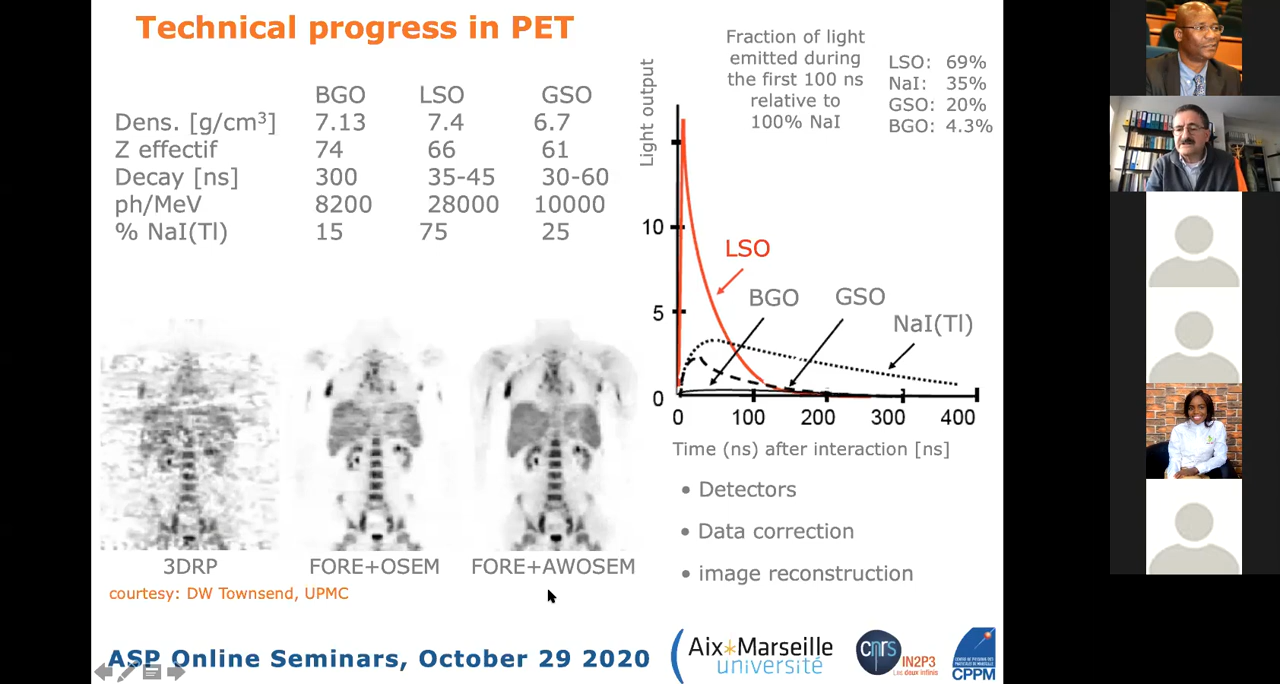 Technical progress in PET
BGO LSO GSO
Dens. [g/cm³] 7.13 7.4 6.7
Z effectif 74 66 61
Decay [ns] 300 35-45 30-60
ph/MeV 8200 28000 10000
% NaI(Tl) 15 75 25
Fraction of light
emitted during
the first 100 ns
relative to
100% NaI
LSO: 69%
NaI: 35%
GSO: 20%
BGO: 4.3%
Light output
10
5
0
LSO
BGO
GSO
NaI(Tl)
0 100 200 300 400
Time (ns) after interaction [ns]
• Detectors
• Data correction
• image reconstruction
3DRP
FORE+OSEM
FORE+AWOSEM
courtesy: DW Townsend, UPMC
ASP Online Seminars, October 29 2020
Aix*Marseille
université
cnrs
IN2P3
Les deux infinis
CPPM